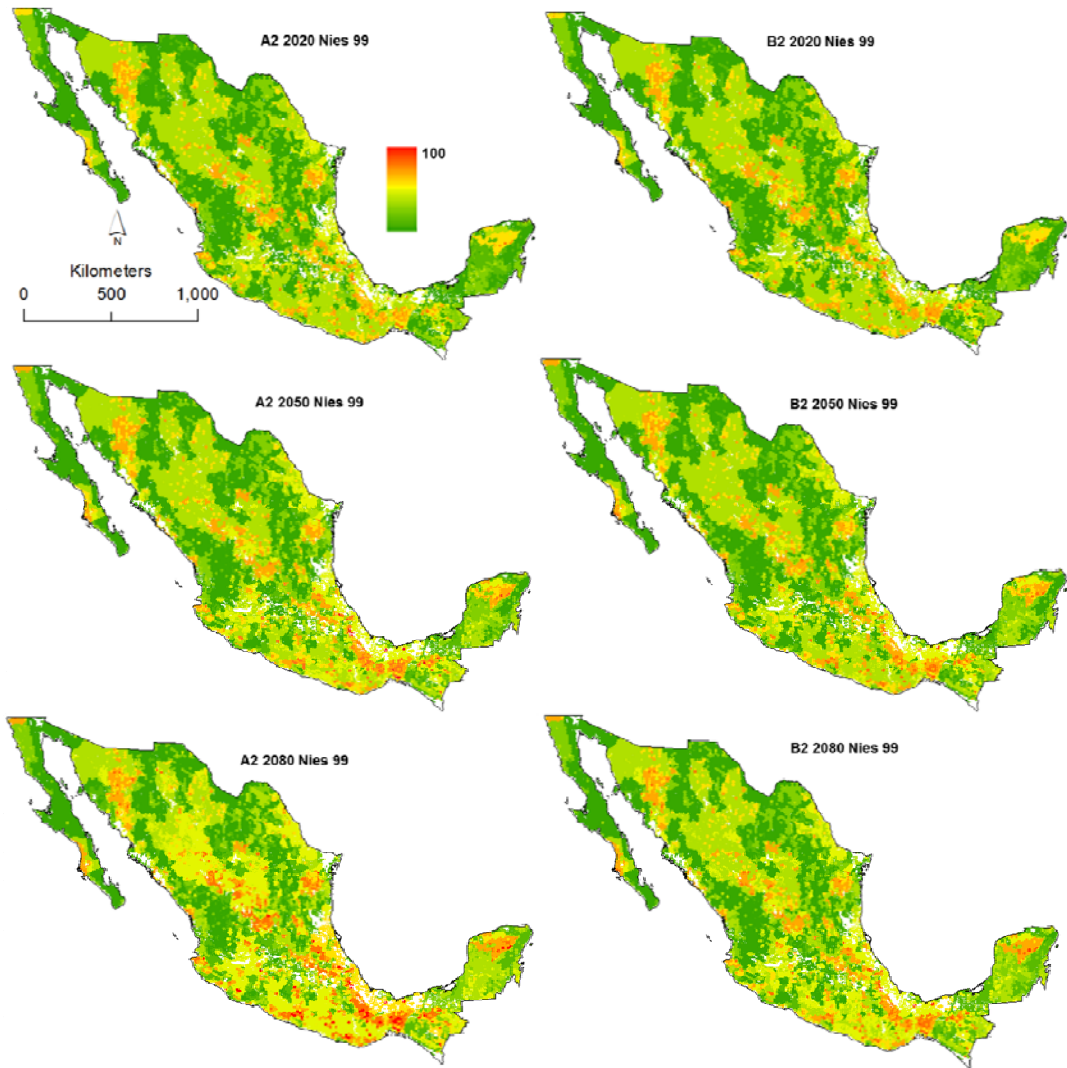 A2 2020 Nies 99
B2 2020 Nies 99
100
N
Kilometers
0 500 1,000
A2 2050 Nies 99
B2 2050 Nies 99
A2 2080 Nies 99
B2 2080 Nies 99